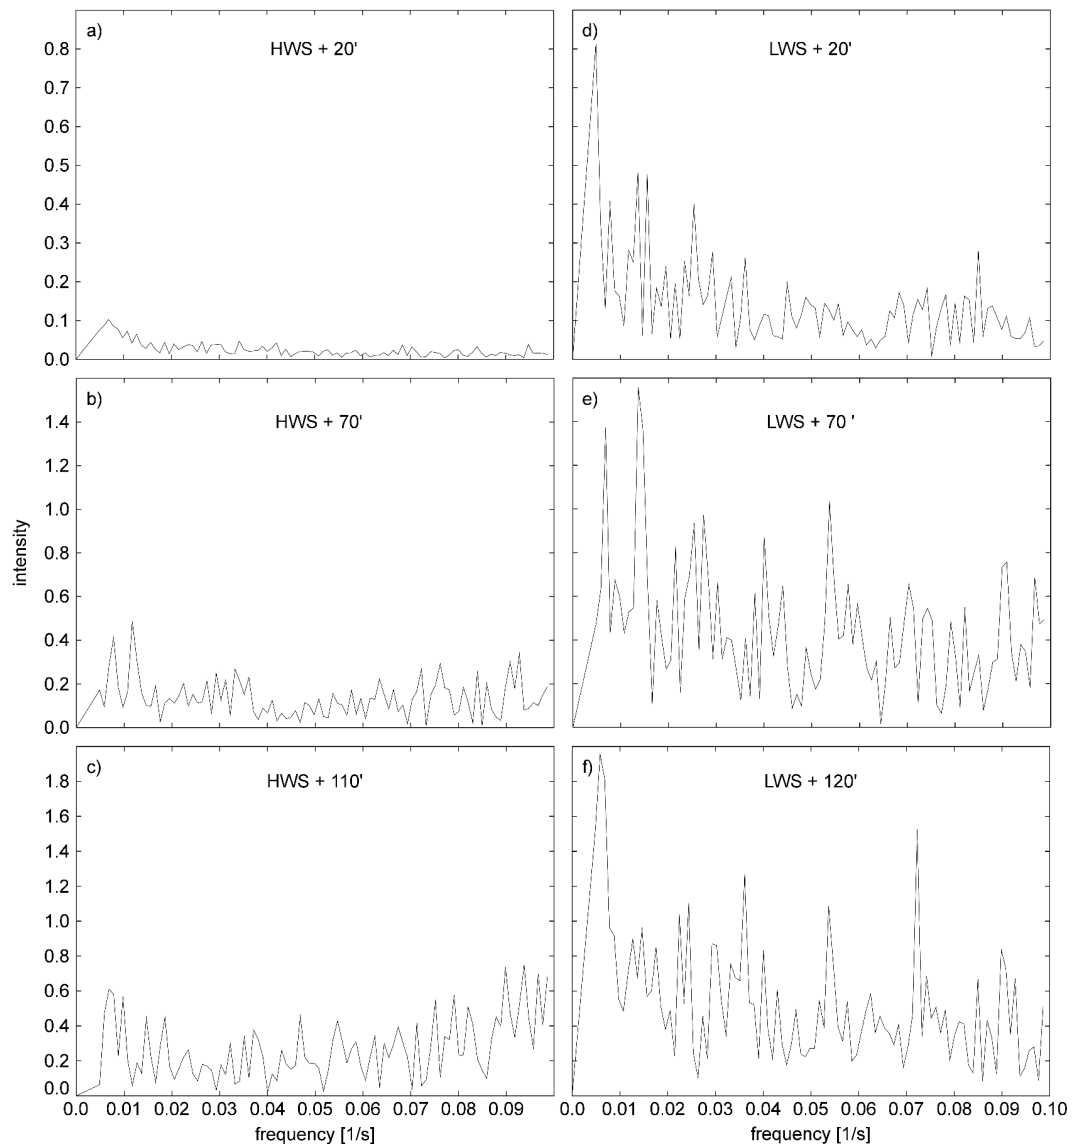 a)
HWS + 20'
0.8
0.7
0.6
0.5
0.4
0.3
0.2
0.1
0.0
d)
LWS + 20'
b)
HWS + 70'
1.4
1.2
1.0
0.8
0.6
0.4
0.2
0.0
intensity
e)
LWS + 70 '
c)
HWS + 110'
1.8
1.6
1.4
1.2
1.0
0.8
0.6
0.4
0.2
0.0
f)
LWS + 120'
0.0 0.01 0.02 0.03 0.04 0.05 0.06 0.07 0.08 0.09
0.0 0.01 0.02 0.03 0.04 0.05 0.06 0.07 0.08 0.09 0.10
frequency [1/s]
frequency [1/s]